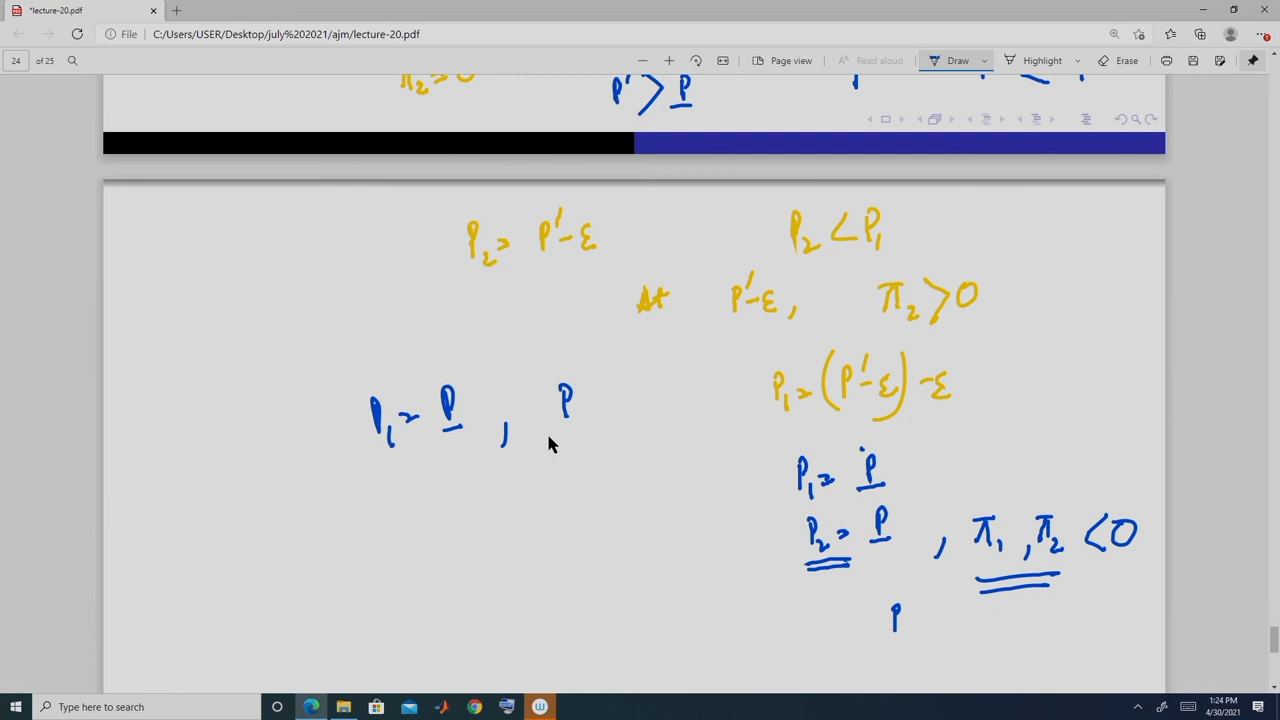 *lecture-20.pdf
File C:/Users/USER/Desktop/july%202021/ajm/lecture-20.pdf
24 of 25 Page view Read aloud Draw Highlight Erase
π₂ = 0
P' > P
P₂ = P' - ε
P₂ < P₁
At P' - ε, π₂ > 0
P₁ = (P' - ε) - ε
P₁ = P, P
P₁ = P
P₂ = P, π₁, π₂ < 0
P
Type here to search
1:24 PM
4/30/2021